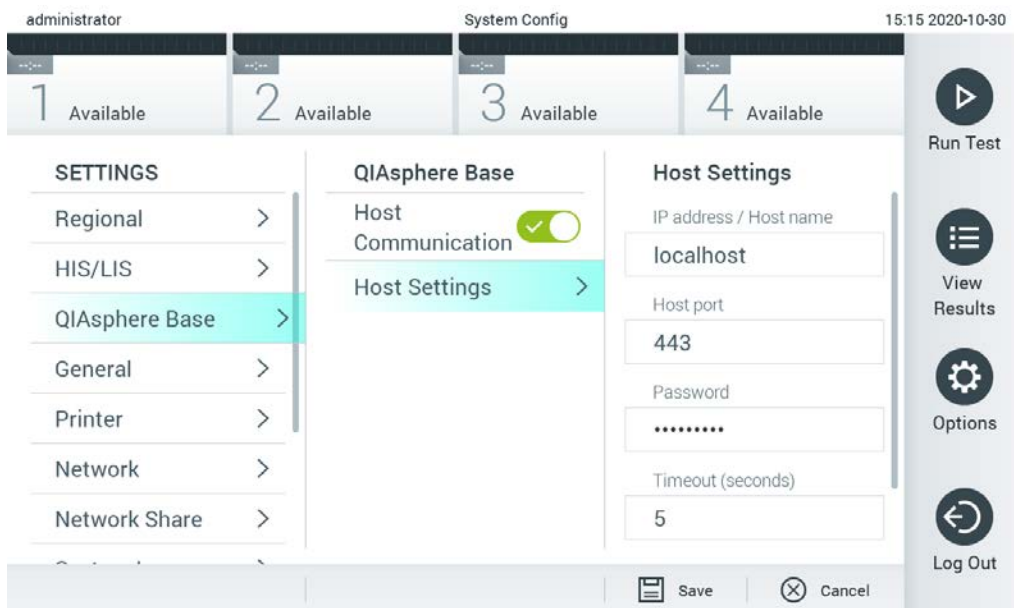 administrator
System Config
15:15 2020-10-30
--:--
--:--
--:--
--:--
1 Available
2 Available
3 Available
4 Available
Run Test
View
Results
Options
Log Out
SETTINGS
Regional
HIS/LIS
QIAsphere Base
General
Printer
Network
Network Share
QIAsphere Base
Host
Communication
Host Settings
Host Settings
IP address / Host name
localhost
Host port
443
Password
•••••••••
Timeout (seconds)
5
Save
Cancel